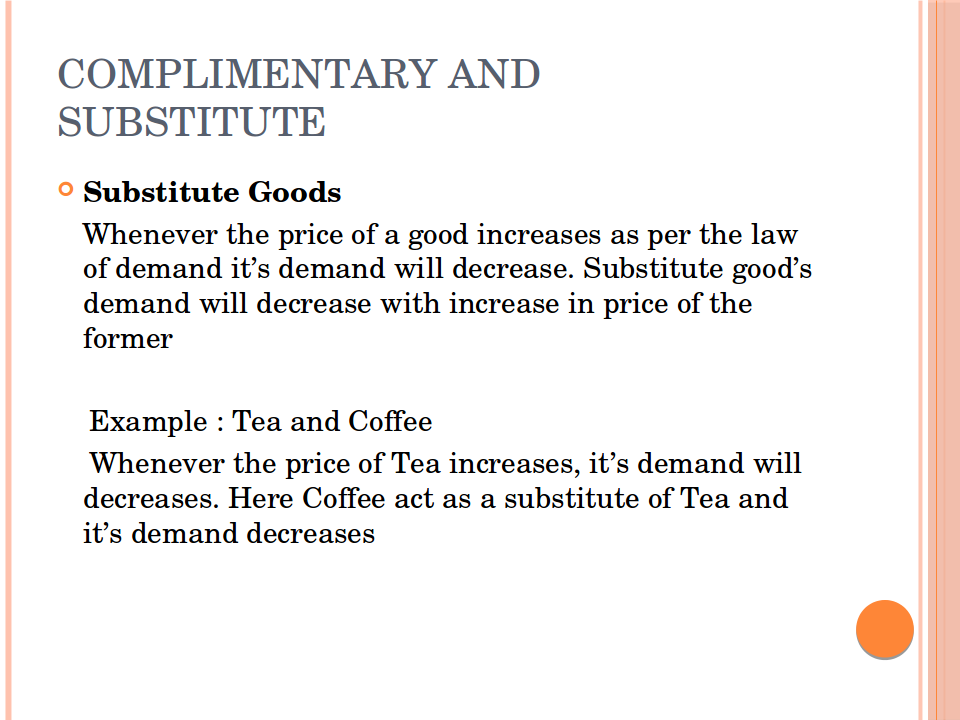 COMPLIMENTARY AND
SUBSTITUTE
Substitute Goods
Whenever the price of a good increases as per the law
of demand it’s demand will decrease. Substitute good’s
demand will decrease with increase in price of the
former
Example : Tea and Coffee
Whenever the price of Tea increases, it’s demand will
decreases. Here Coffee act as a substitute of Tea and
it’s demand decreases